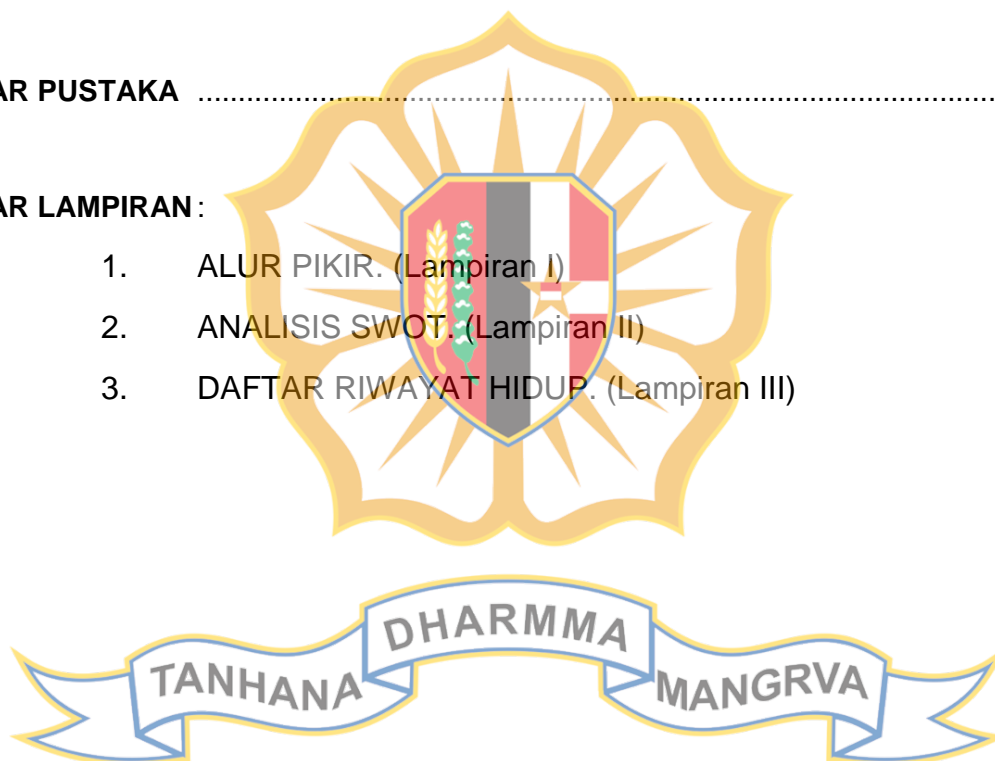 AR PUSTAKA ................................................................................................
AR LAMPIRAN :
1. ALUR PIKIR. (Lampiran I)
2. ANALISIS SWOT. (Lampiran II)
3. DAFTAR RIWAYAT HIDUP. (Lampiran III)
TANHANA DHARMMA MANGRVA